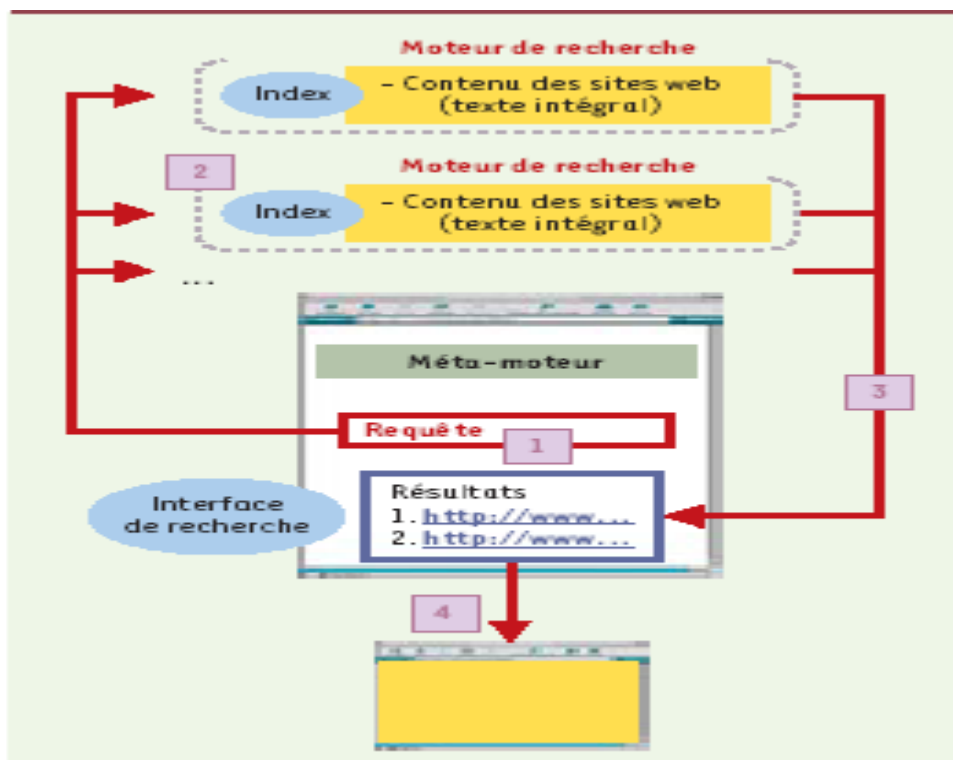 Moteur de recherche
Index
- Contenu des sites web
(texte intégral)
2
Moteur de recherche
Index
- Contenu des sites web
(texte intégral)
...
Méta-moteur
3
Requête
1
Interface
de recherche
Résultats
1. http://www...
2. http://www...
4